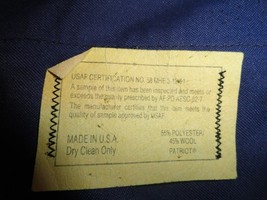 USAF CERTIFICATION NO.
A sample of this item has been inspected and meets or
exceeds thermally prescribed by AF
The manufacturer certifies that this item meets the
quality of sample approved by USAF
MADE IN U.S.A.
Dry Clean Only
55% POLYESTER
45% WOOL
PATRIOT®